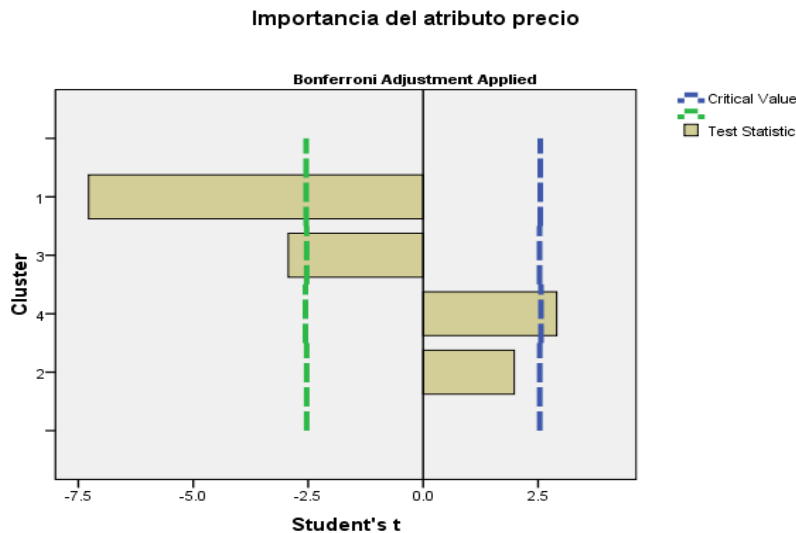 Importancia del atributo precio
Bonferroni Adjustment Applied
Critical Value
Test Statistic
Cluster
1
3
4
2
-7.5 -5.0 -2.5 0.0 2.5
Student's t